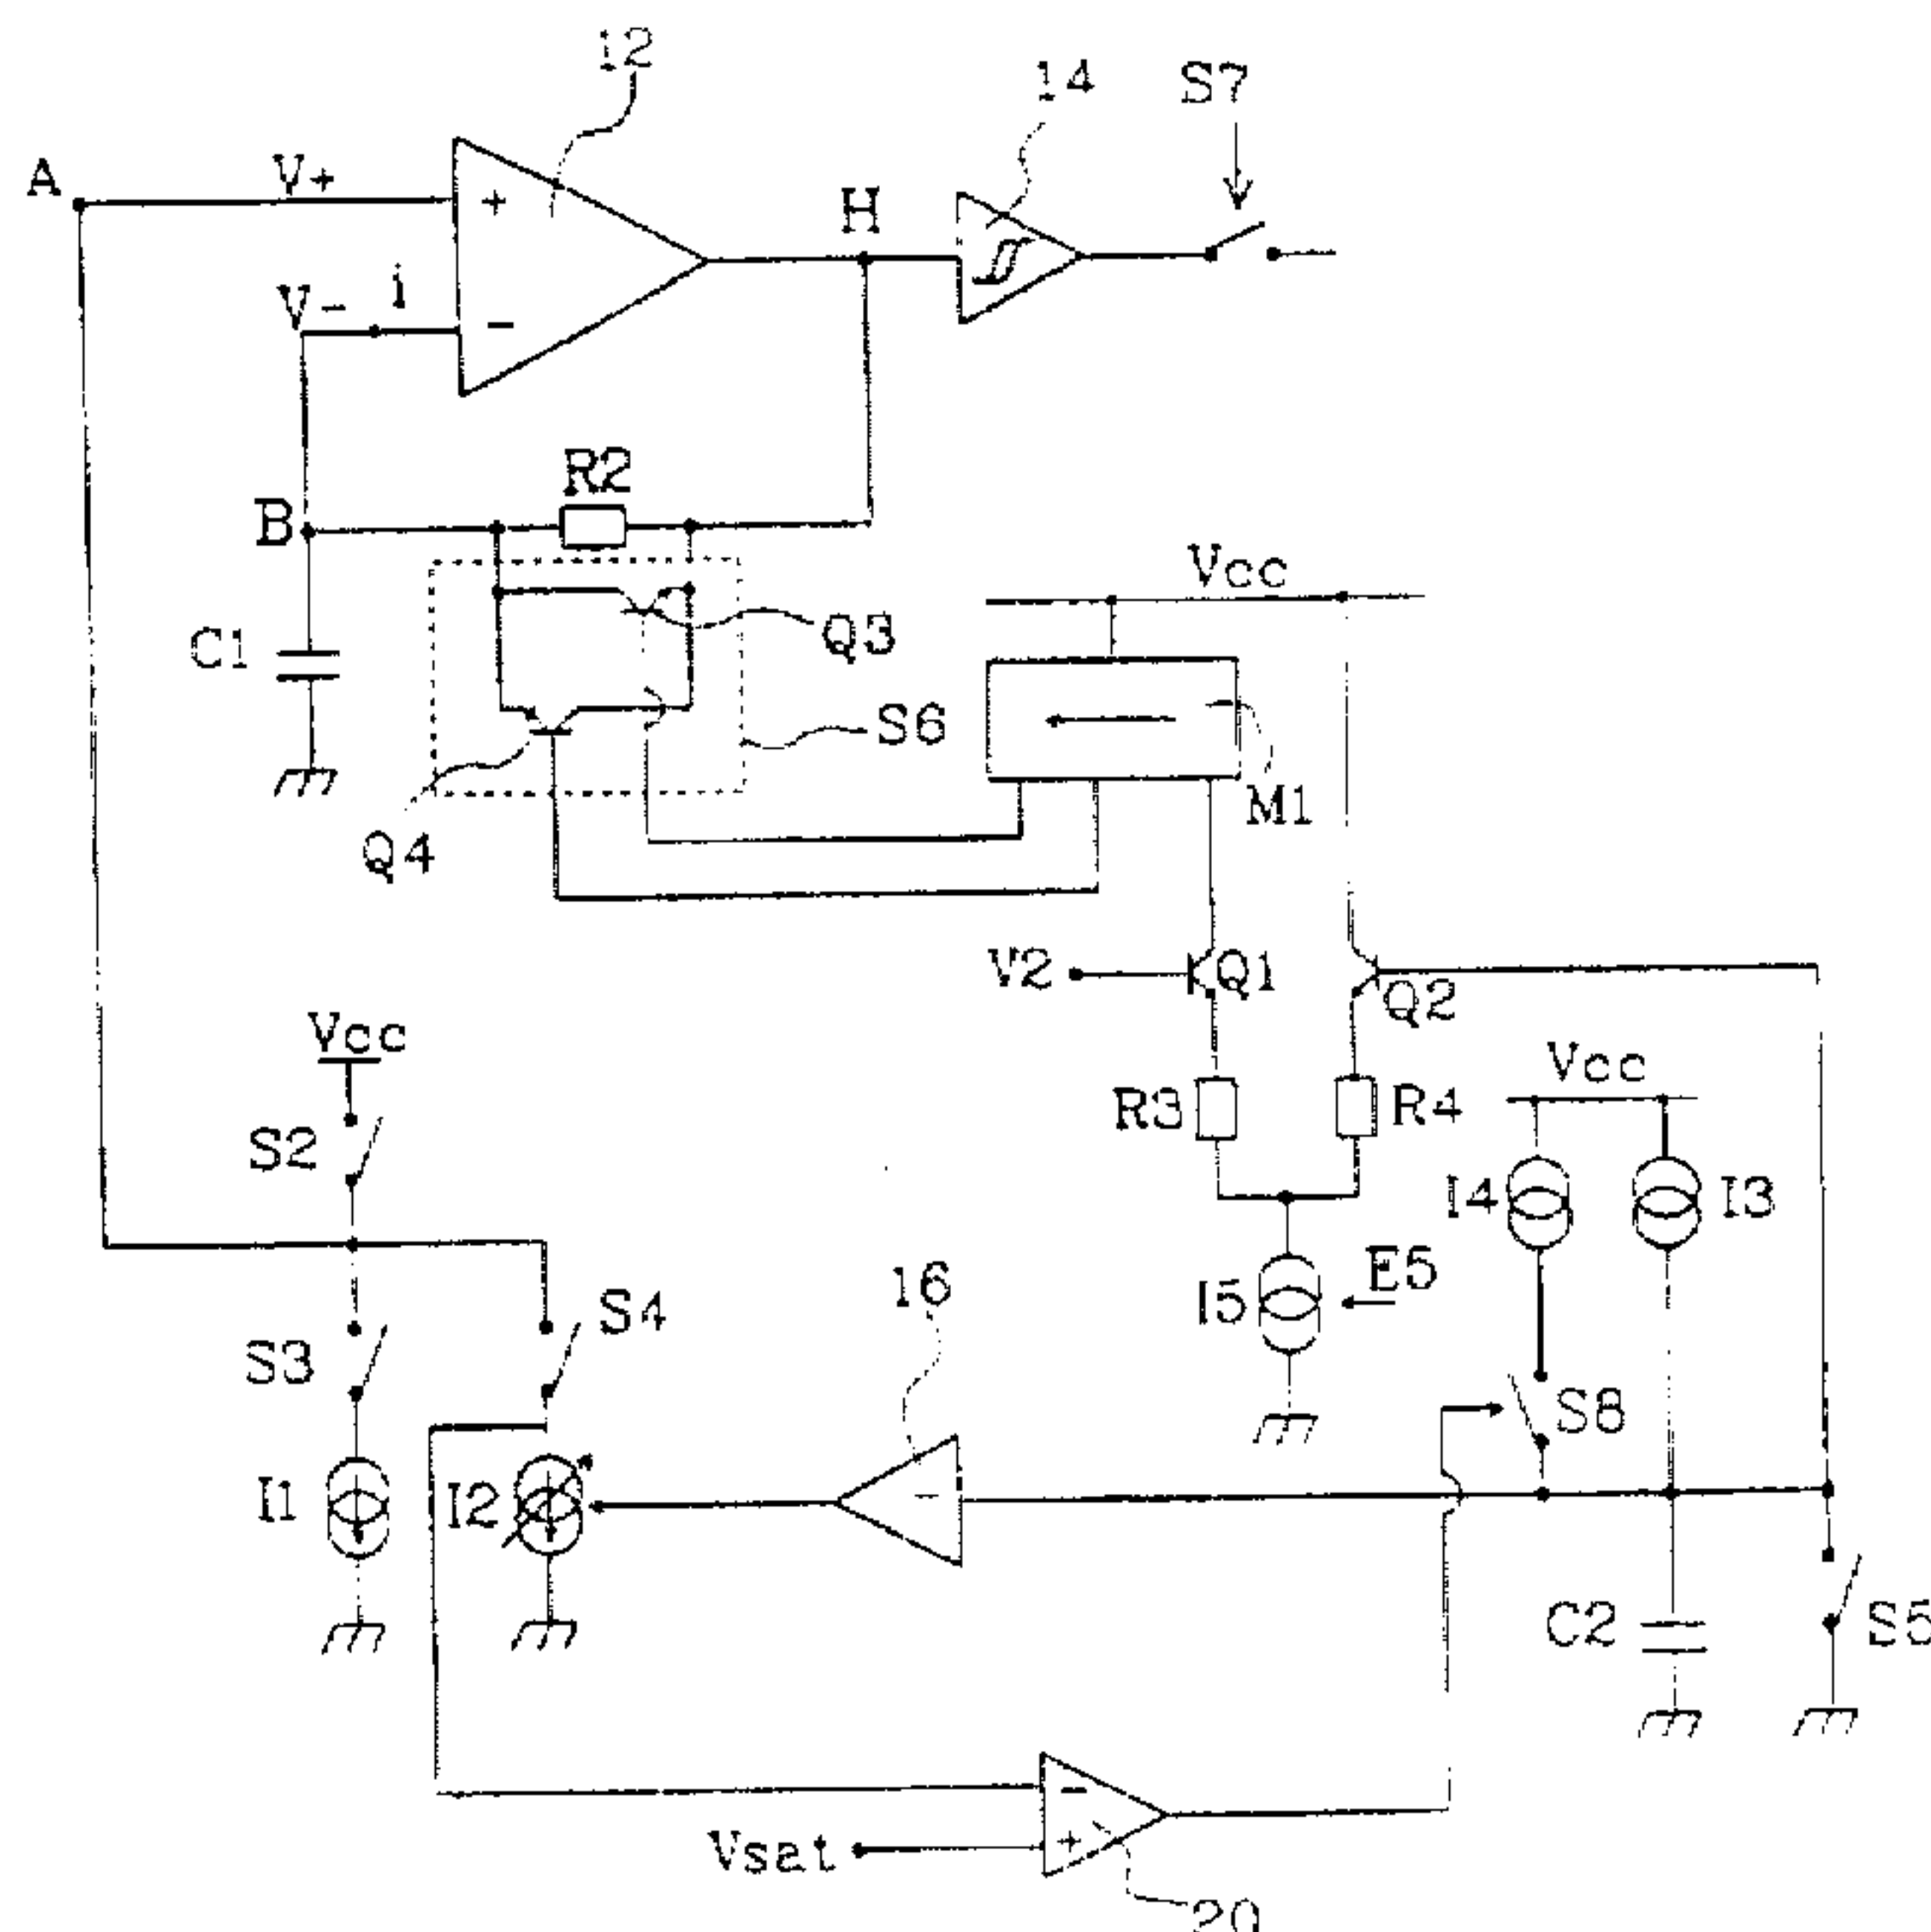 12
14
S7
A
V+
+
H
V-
i
-
R2
B
Vcc
Q3
C1
S6
M1
Q4
V2
Q1
Q2
Vcc
Vcc
S2
R3
R4
I4
I3
16
E5
I5
S4
S3
S8
I1
I2
-
C2
S5
-
Vsat
+
20